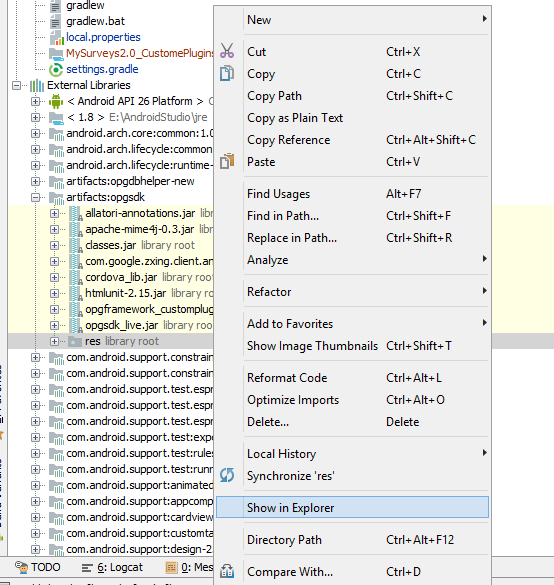 gradlew
gradlew.bat
local.properties
MySurveys2.0_CustomePlugins
settings.gradle
External Libraries
< Android API 26 Platform >
< 1.8 > E:\AndroidStudio\jre
android.arch.core:common:1.0
android.arch.lifecycle:common
android.arch.lifecycle:runtime-
artifacts:opgdbhelper-new
artifacts:opgsdk
allatori-annotations.jar library root
apache-mime4j-0.3.jar library root
classes.jar library root
com.google.zxing.client.an
cordova_lib.jar library root
htmlunit-2.15.jar library root
opgframework_customplug
opgsdk_live.jar library root
res library root
com.android.support.constrain
com.android.support.constrain
com.android.support.test.espr
com.android.support.test.espr
com.android.support.test:expo
com.android.support.test:rules
com.android.support.test:runn
com.android.support:animated
com.android.support:appcomp
com.android.support:cardview
com.android.support:customta
com.android.support:design-2
TODO 6: Logcat 0: Mess
New
Cut Ctrl+X
Copy Ctrl+C
Copy Path Ctrl+Shift+C
Copy as Plain Text
Copy Reference Ctrl+Alt+Shift+C
Paste Ctrl+V
Find Usages Alt+F7
Find in Path... Ctrl+Shift+F
Replace in Path... Ctrl+Shift+R
Analyze
Refactor
Add to Favorites
Show Image Thumbnails Ctrl+Shift+T
Reformat Code Ctrl+Alt+L
Optimize Imports Ctrl+Alt+O
Delete... Delete
Local History
Synchronize 'res'
Show in Explorer
Directory Path Ctrl+Alt+F12
Compare With... Ctrl+D